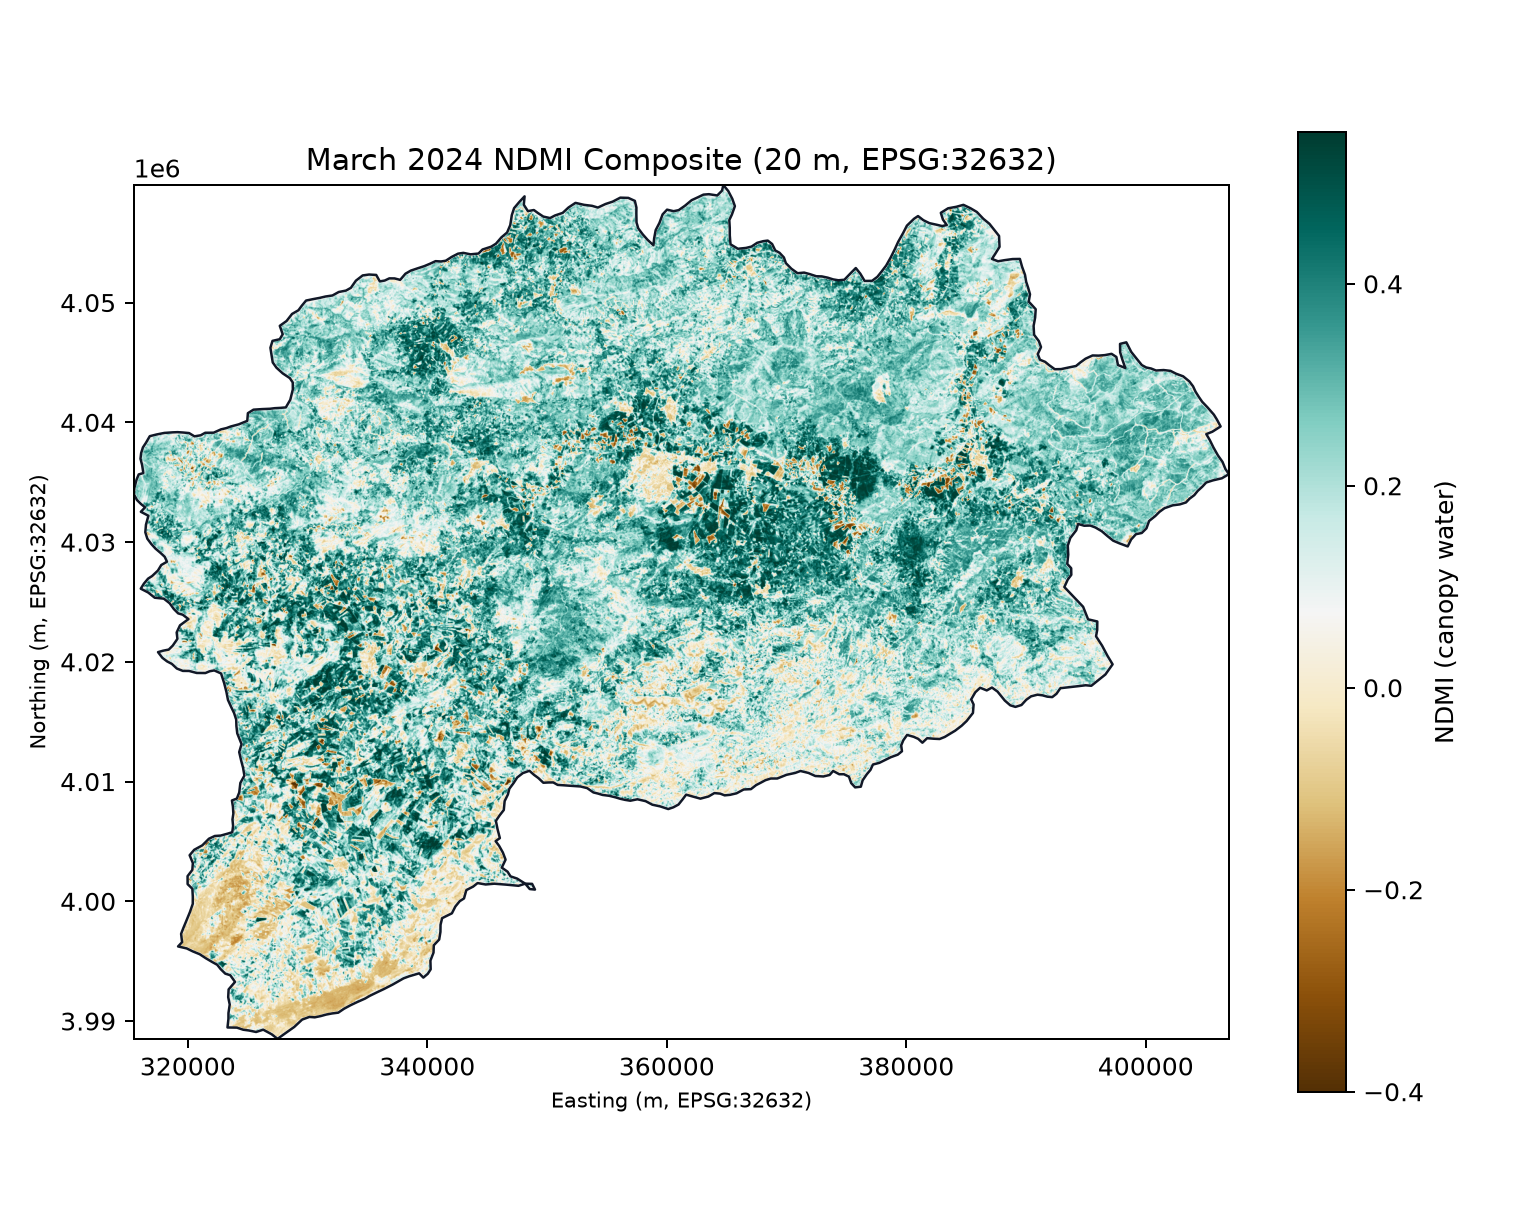 March 2024 NDMI Composite (20 m, EPSG:32632)
1e6
4.05
4.04
4.03
4.02
4.01
4.00
3.99
Northing (m, EPSG:32632)
320000 340000 360000 380000 400000
Easting (m, EPSG:32632)
0.4
0.2
0.0
−0.2
−0.4
NDMI (canopy water)